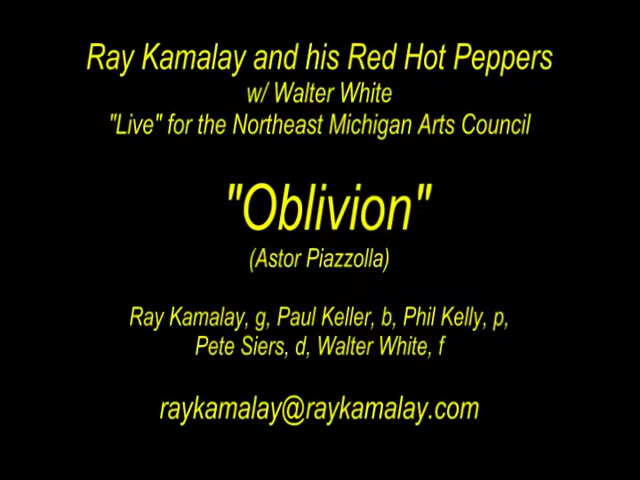 Ray Kamalay and his Red Hot Peppers
w/ Walter White
"Live" for the Northeast Michigan Arts Council
"Oblivion"
(Astor Piazzolla)
Ray Kamalay, g, Paul Keller, b, Phil Kelly, p,
Pete Siers, d, Walter White, f
raykamalay@raykamalay.com